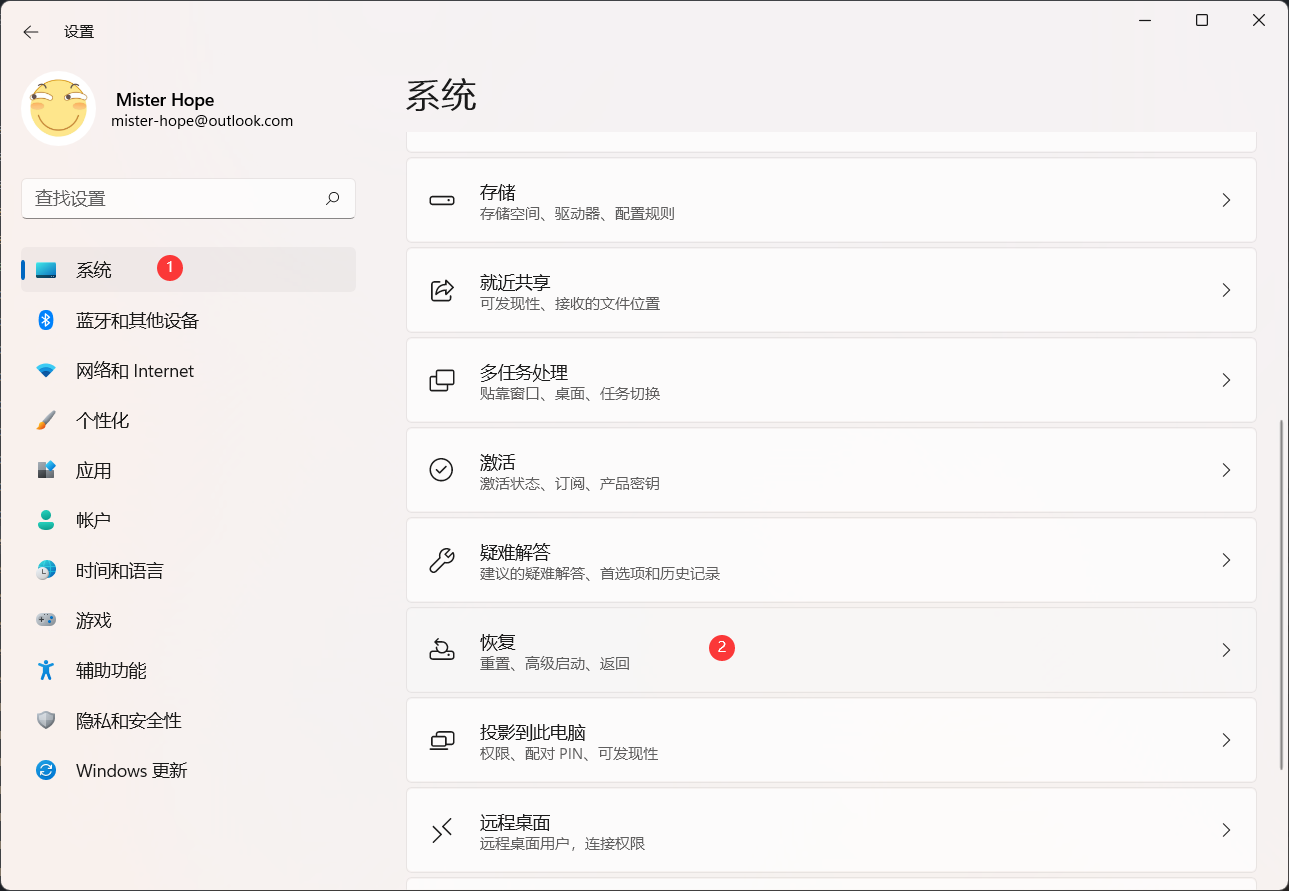 设置
Mister Hope
mister-hope@outlook.com
查找设置
系统
1
蓝牙和其他设备
网络和 Internet
个性化
应用
帐户
时间和语言
游戏
辅助功能
隐私和安全性
Windows 更新
系统
存储
存储空间、驱动器、配置规则
就近共享
可发现性、接收的文件位置
多任务处理
贴靠窗口、桌面、任务切换
激活
激活状态、订阅、产品密钥
疑难解答
建议的疑难解答、首选项和历史记录
恢复
重置、高级启动、返回
2
投影到此电脑
权限、配对 PIN、可发现性
远程桌面
远程桌面用户，连接权限